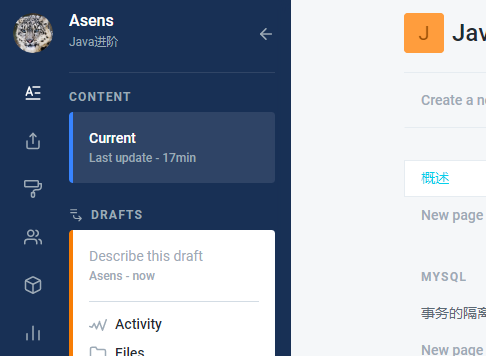 Asens
Java进阶
CONTENT
Current
Last update - 17min
DRAFTS
Describe this draft
Asens - now
Activity
Files
J
Jav
Create a n
概述
New page
MYSQL
事务的隔离
New page